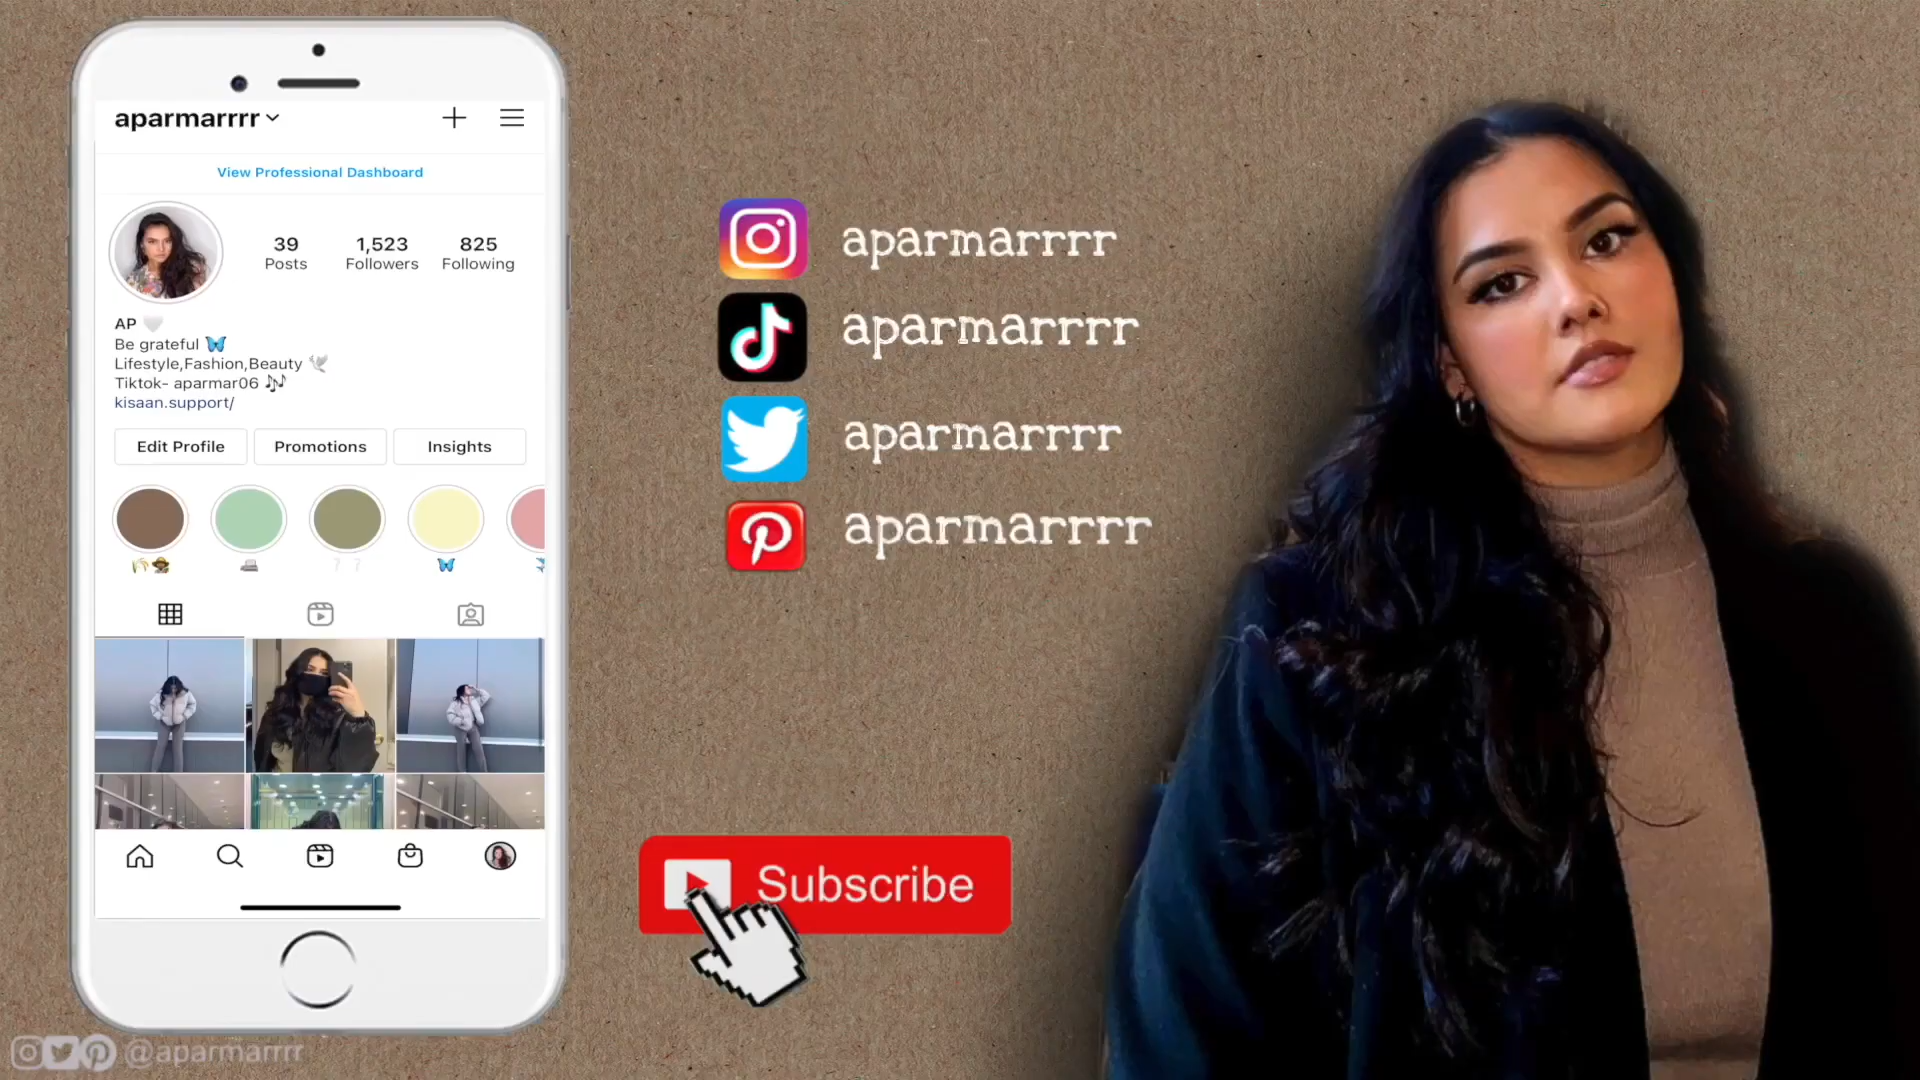 aparmarrrr
View Professional Dashboard
39
Posts
1,523
Followers
825
Following
AP 🤍
Be grateful 🦋
Lifestyle,Fashion,Beauty 🕊
Tiktok- aparmar06 🎶
kisaan.support/
Edit Profile
Promotions
Insights
aparmarrrr
aparmarrrr
aparmarrrr
aparmarrrr
Subscribe
@aparmarrrr